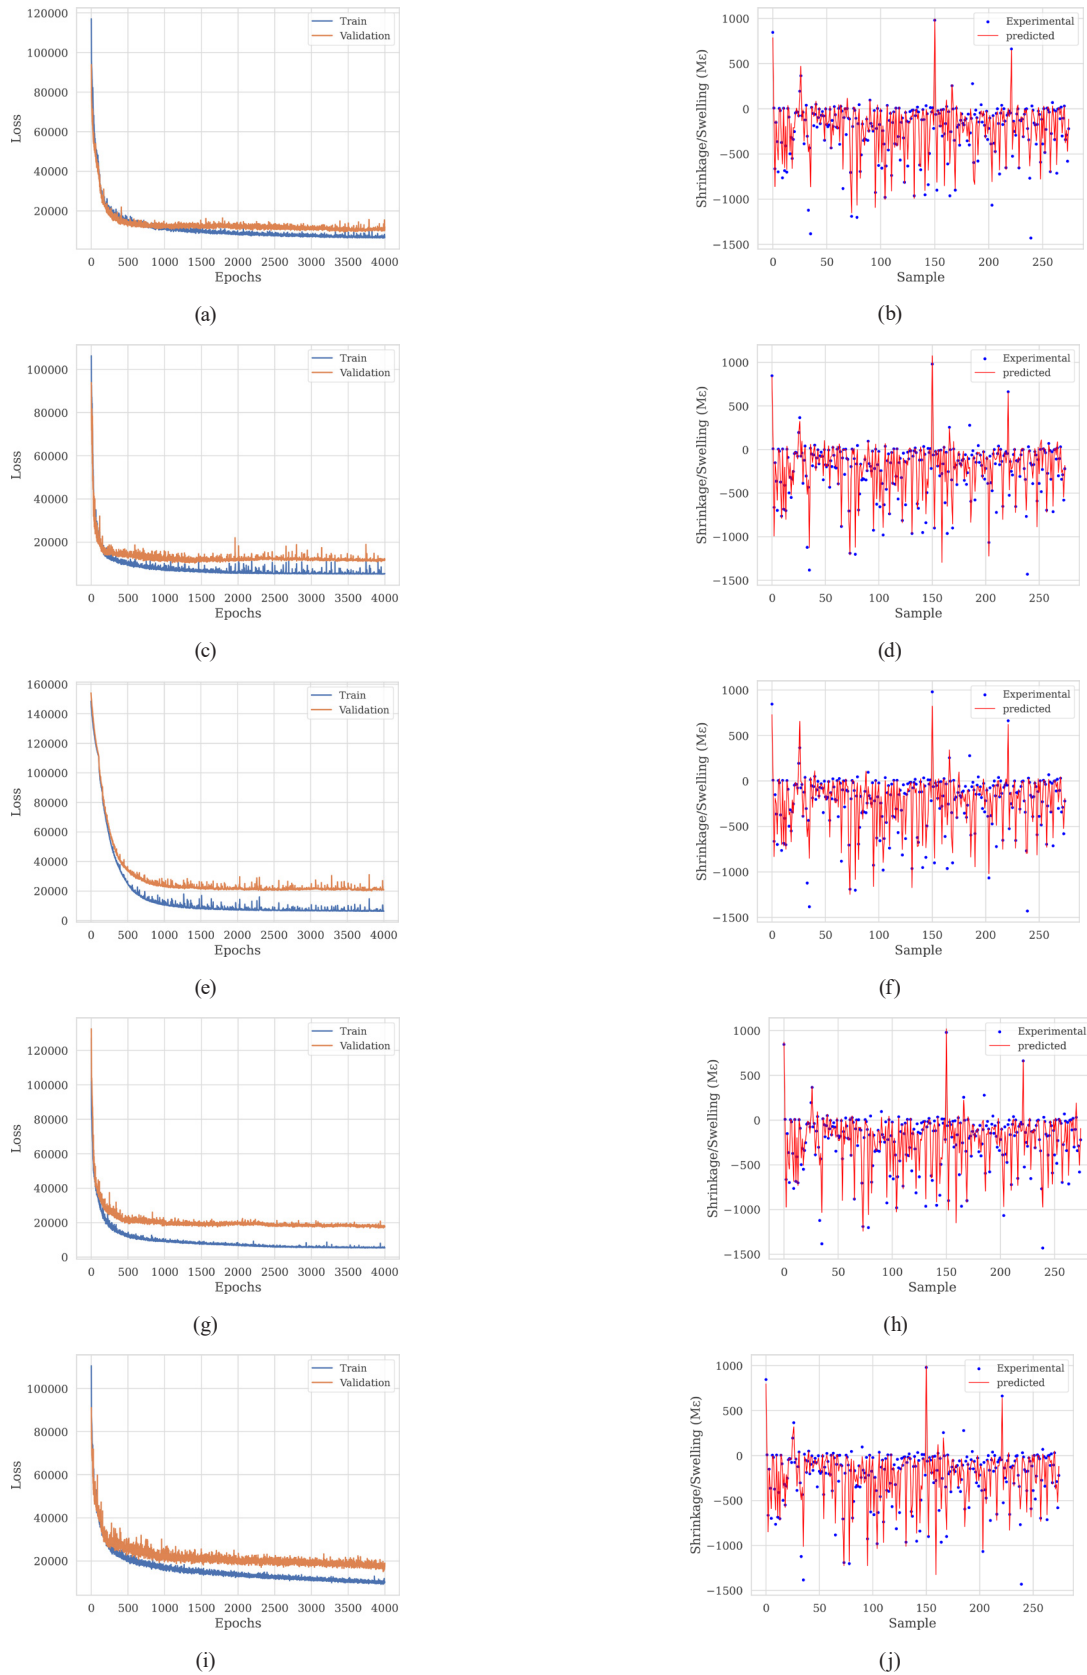 120000
100000
80000
60000
40000
20000
0 500 1000 1500 2000 2500 3000 3500 4000
Loss
Epochs
Train
Validation
(a)
1000
500
0
−500
−1000
−1500
0 50 100 150 200 250
Shrinkage/Swelling (Mε)
Sample
Experimental
predicted
(b)
100000
80000
60000
40000
20000
0 500 1000 1500 2000 2500 3000 3500 4000
Loss
Epochs
Train
Validation
(c)
1000
500
0
−500
−1000
−1500
0 50 100 150 200 250
Shrinkage/Swelling (Mε)
Sample
Experimental
predicted
(d)
160000
140000
120000
100000
80000
60000
40000
20000
0
0 500 1000 1500 2000 2500 3000 3500 4000
Loss
Epochs
Train
Validation
(e)
1000
500
0
−500
−1000
−1500
0 50 100 150 200 250
Shrinkage/Swelling (Mε)
Sample
Experimental
predicted
(f)
120000
100000
80000
60000
40000
20000
0
0 500 1000 1500 2000 2500 3000 3500 4000
Loss
Epochs
Train
Validation
(g)
1000
500
0
−500
−1000
−1500
0 50 100 150 200 250
Shrinkage/Swelling (Mε)
Sample
Experimental
predicted
(h)
100000
80000
60000
40000
20000
0 500 1000 1500 2000 2500 3000 3500 4000
Loss
Epochs
Train
Validation
(i)
1000
500
0
−500
−1000
−1500
0 50 100 150 200 250
Shrinkage/Swelling (Mε)
Sample
Experimental
predicted
(j)